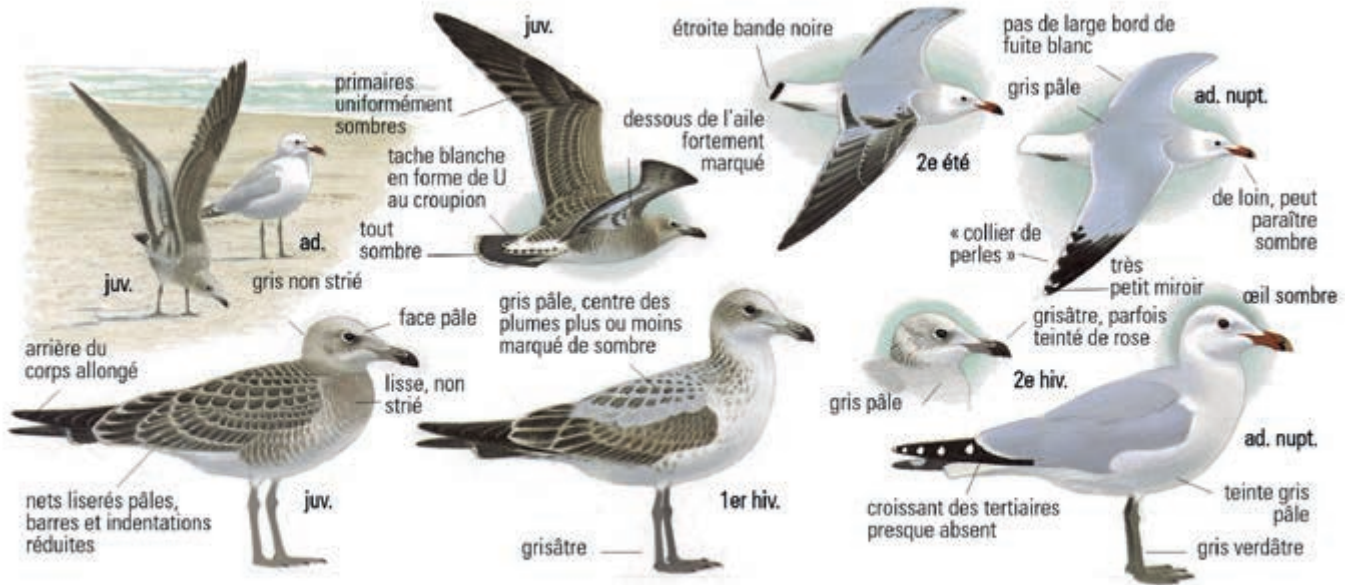 juv.
primaires
uniformément
sombres
tache blanche
en forme de U
au croupion
tout
sombre
dessous de l'aile
fortement
marqué
ad.
juv.
gris non strié
étroite bande noire
2e été
pas de large bord de
fuite blanc
gris pâle
ad. nupt.
de loin, peut
paraître
sombre
« collier de
perles »
très
petit miroir
arrière du
corps allongé
face pâle
lisse, non
strié
nets liserés pâles,
barres et indentations
réduites
juv.
gris pâle, centre des
plumes plus ou moins
marqué de sombre
1er hiv.
grisâtre
grisâtre, parfois
teinté de rose
2e hiv.
gris pâle
œil sombre
ad. nupt.
croissant des tertiaires
presque absent
teinte gris
pâle
gris verdâtre